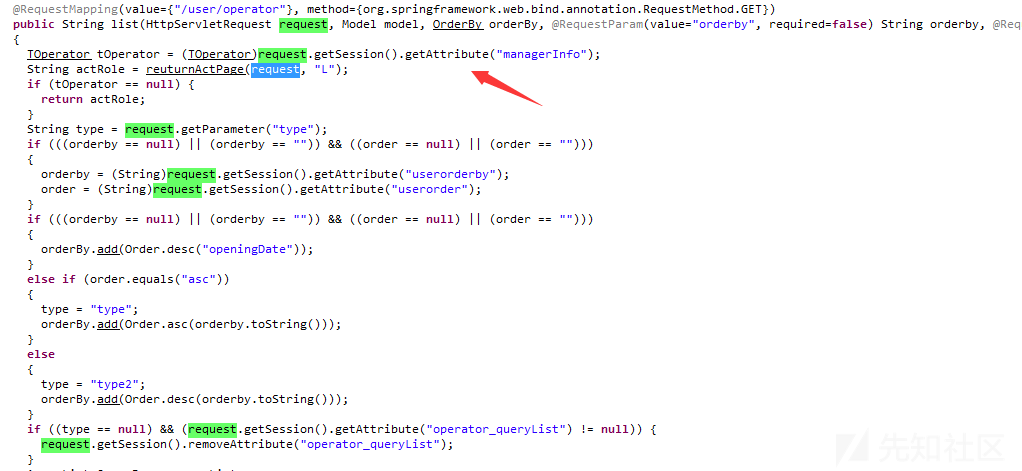 @RequestMapping(value={"/user/operator"}, method={org.springframework.web.bind.annotation.RequestMethod.GET})
public String list(HttpServletRequest request, Model model, OrderBy orderBy, @RequestParam(value="orderby", required=false) String orderby, @Req
{
  TOperator tOperator = (TOperator)request.getSession().getAttribute("managerInfo");
  String actRole = reuturnActPage(request, "L");
  if (tOperator == null) {
    return actRole;
  }
  String type = request.getParameter("type");
  if (((orderby == null) || (orderby == "")) && ((order == null) || (order == "")))
  {
    orderby = (String)request.getSession().getAttribute("userorderby");
    order = (String)request.getSession().getAttribute("userorder");
  }
  if (((orderby == null) || (orderby == "")) && ((order == null) || (order == "")))
  {
    orderBy.add(Order.desc("openingDate"));
  }
  else if (order.equals("asc"))
  {
    type = "type";
    orderBy.add(Order.asc(orderby.toString()));
  }
  else
  {
    type = "type2";
    orderBy.add(Order.desc(orderby.toString()));
  }
  if ((type == null) && (request.getSession().getAttribute("operator_queryList") != null)) {
    request.getSession().removeAttribute("operator_queryList");
  }
先知社区